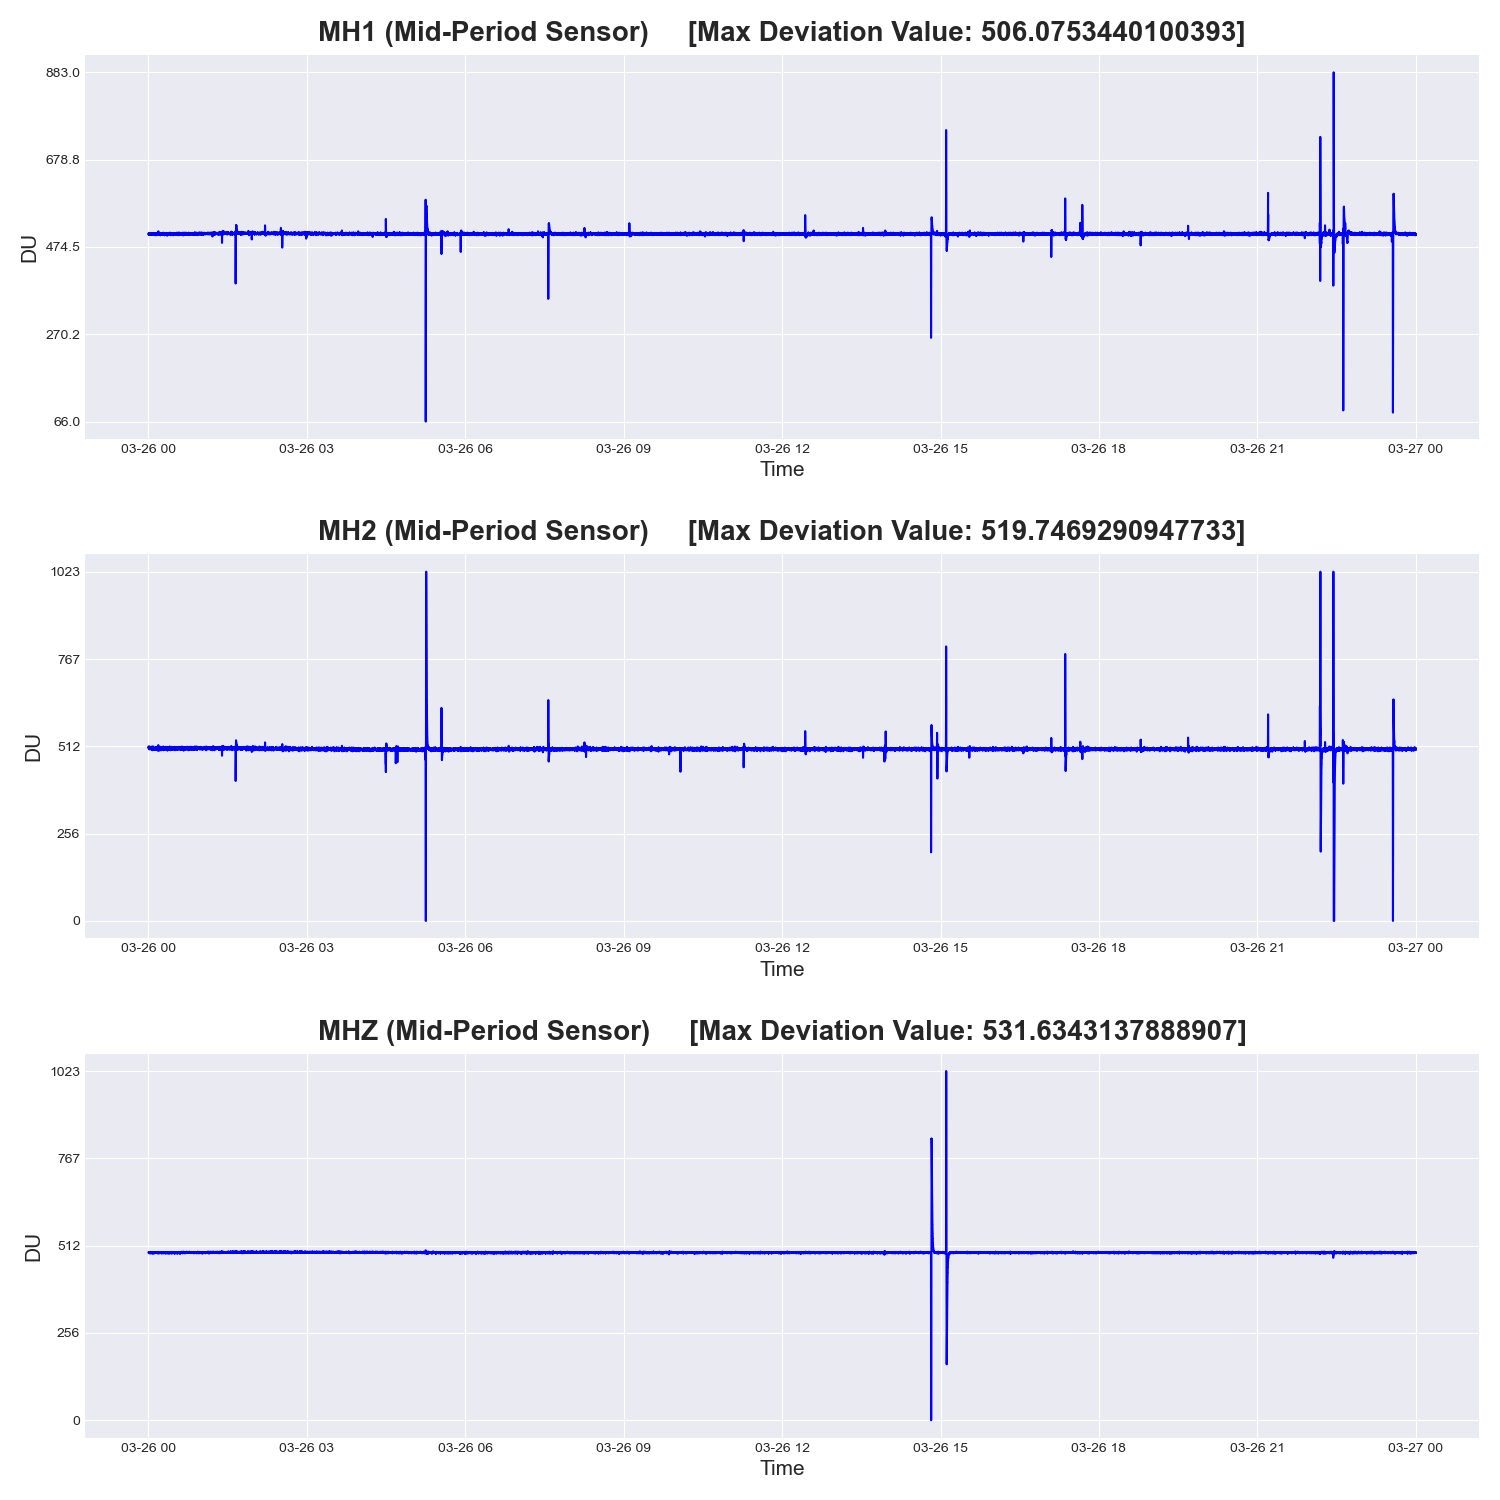 MH1 (Mid-Period Sensor) [Max Deviation Value: 506.0753440100393]
883.0
678.8
474.5
270.2
66.0
DU
03-26 00 03-26 03 03-26 06 03-26 09 03-26 12 03-26 15 03-26 18 03-26 21 03-27 00
Time
MH2 (Mid-Period Sensor) [Max Deviation Value: 519.7469290947733]
1023
767
512
256
0
DU
03-26 00 03-26 03 03-26 06 03-26 09 03-26 12 03-26 15 03-26 18 03-26 21 03-27 00
Time
MHZ (Mid-Period Sensor) [Max Deviation Value: 531.6343137888907]
1023
767
512
256
0
DU
03-26 00 03-26 03 03-26 06 03-26 09 03-26 12 03-26 15 03-26 18 03-26 21 03-27 00
Time